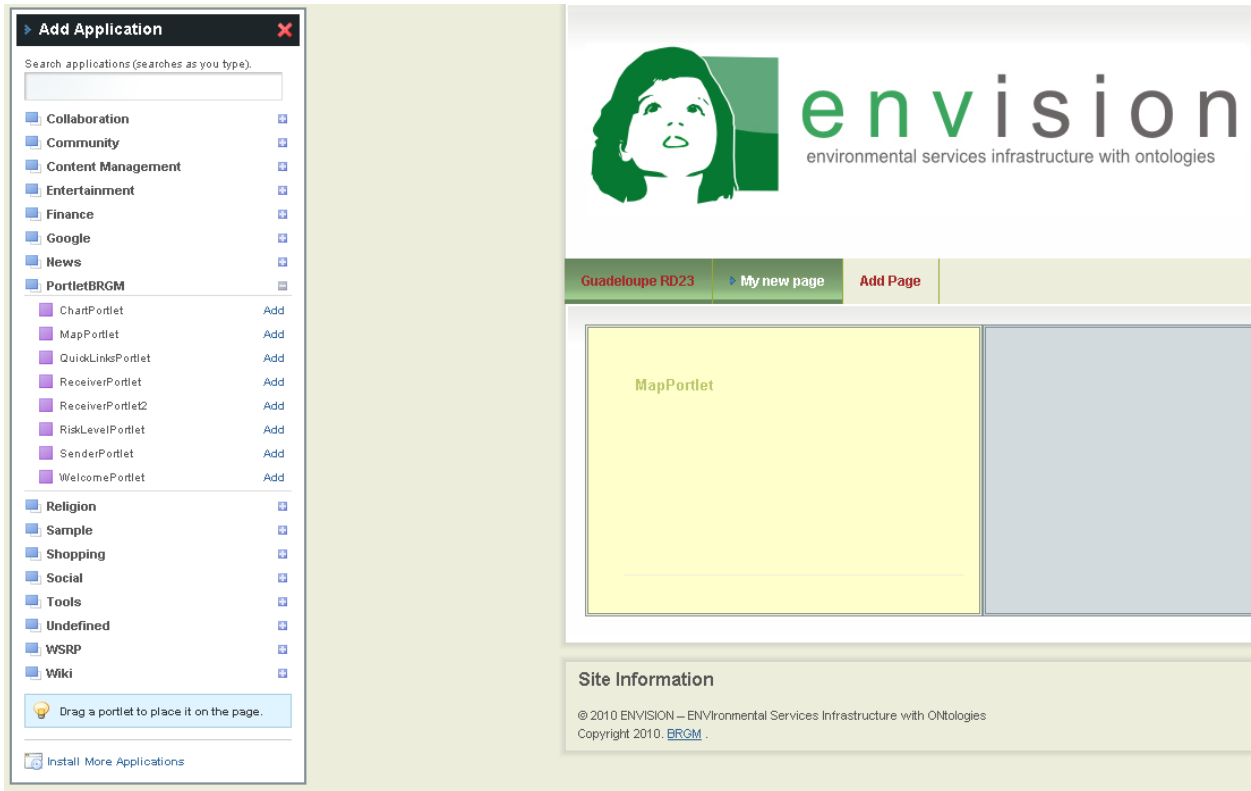 Add Application
Search applications (searches as you type).
Collaboration
Community
Content Management
Entertainment
Finance
Google
News
PortletBRGM
ChartPortlet Add
MapPortlet Add
QuickLinksPortlet Add
ReceiverPortlet Add
ReceiverPortlet2 Add
RiskLevelPortlet Add
SenderPortlet Add
WelcomePortlet Add
Religion
Sample
Shopping
Social
Tools
Undefined
WSRP
Wiki
Drag a portlet to place it on the page.
Install More Applications
envision
environmental services infrastructure with ontologies
Guadeloupe RD23 My new page Add Page
MapPortlet
Site Information
© 2010 ENVISION – ENVIronmental Services Infrastructure with ONtologies
Copyright 2010. BRGM .